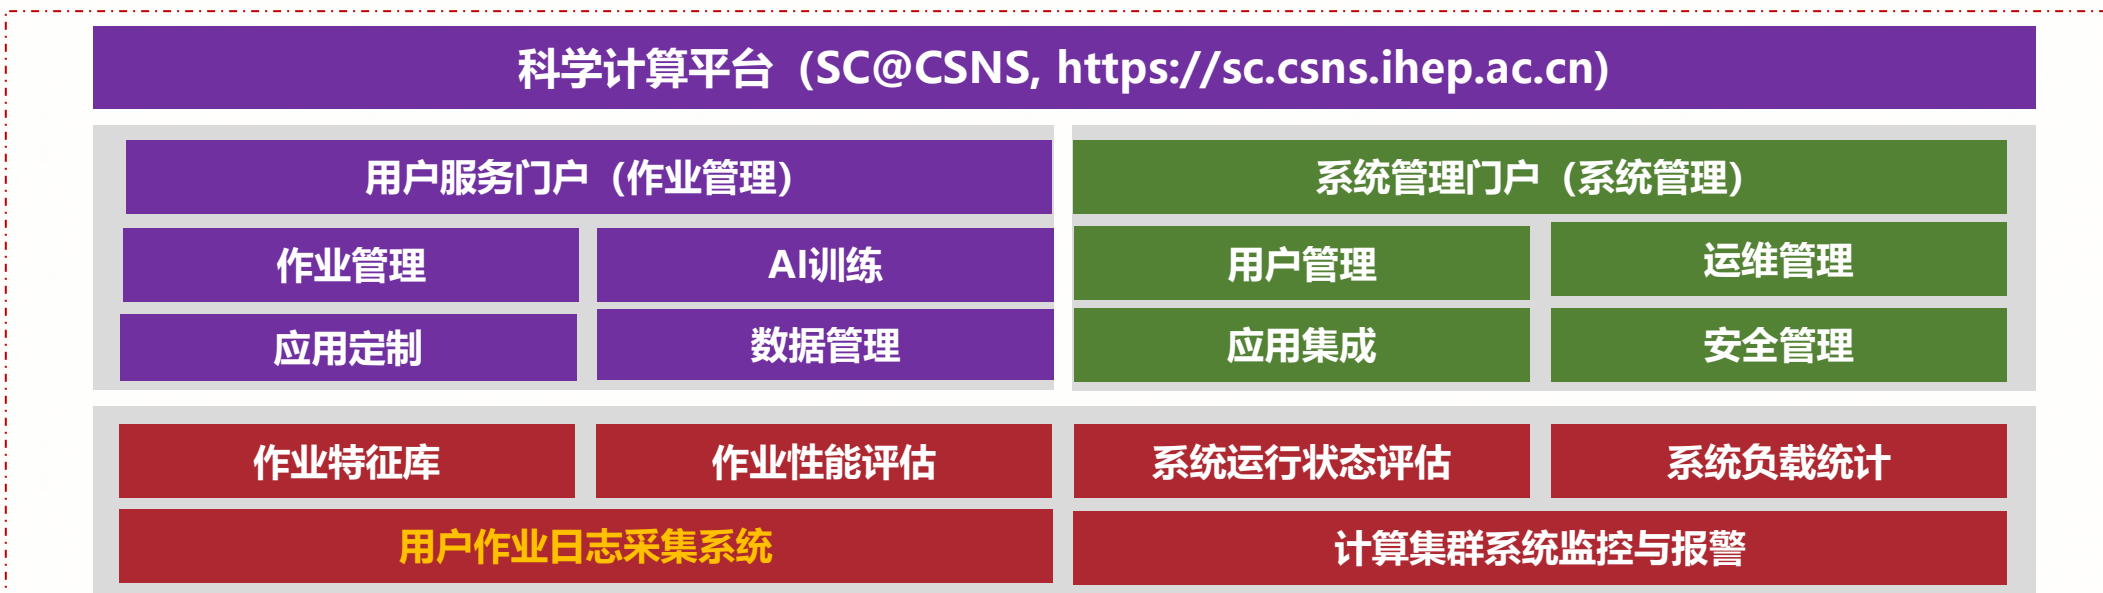 科学计算平台（SC@CSNS, https://sc.csns.ihep.ac.cn)
用户服务门户（作业管理）
系统管理门户（系统管理）
作业管理
AI训练
用户管理
运维管理
应用定制
数据管理
应用集成
安全管理
作业特征库
作业性能评估
系统运行状态评估
系统负载统计
用户作业日志采集系统
计算集群系统监控与报警